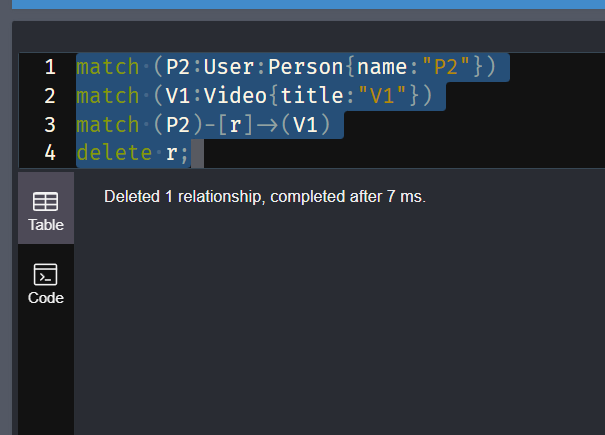 1 match (P2:User:Person{name:"P2"})
2 match (V1:Video{title:"V1"})
3 match (P2)-[r]->(V1)
4 delete r;
Table
Deleted 1 relationship, completed after 7 ms.
Code